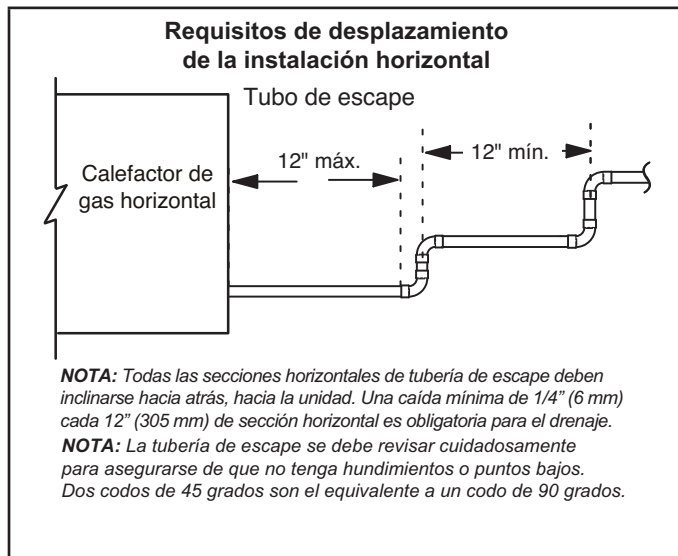 Requisitos de desplazamiento
de la instalación horizontal
Tubo de escape
12" máx.
12" mín.
Calefactor de
gas horizontal
NOTA: Todas las secciones horizontales de tubería de escape deben
inclinarse hacia atrás, hacia la unidad. Una caída mínima de 1/4” (6 mm)
cada 12” (305 mm) de sección horizontal es obligatoria para el drenaje.
NOTA: La tubería de escape se debe revisar cuidadosamente
para asegurarse de que no tenga hundimientos o puntos bajos.
Dos codos de 45 grados son el equivalente a un codo de 90 grados.